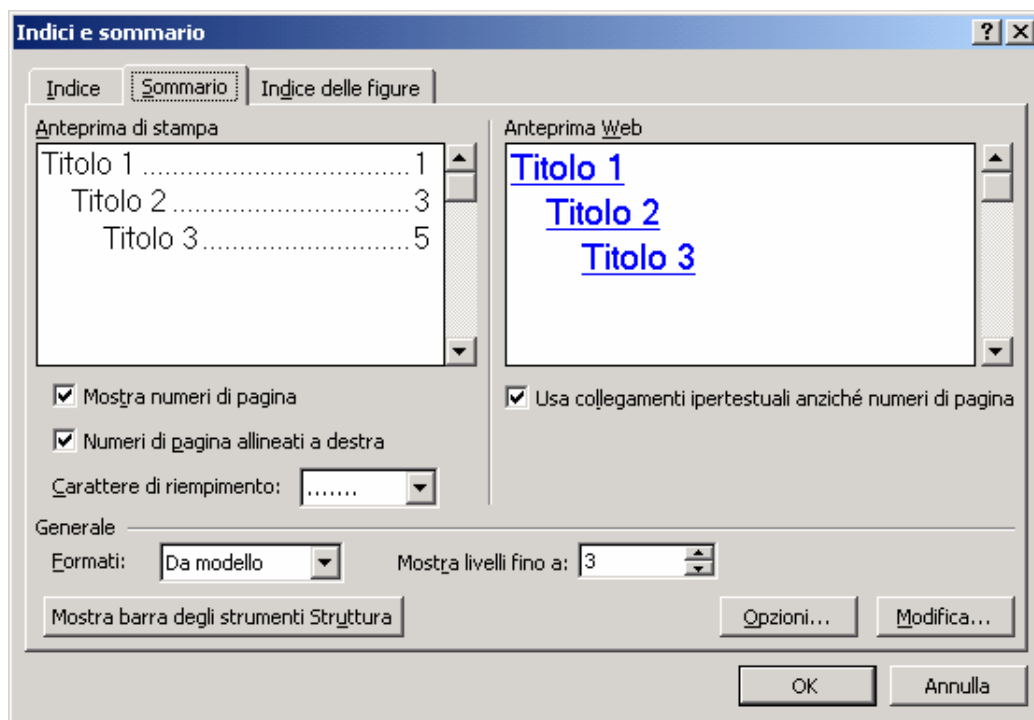 Indici e sommario
Indice Sommario Indice delle figure
Anteprima di stampa
Titolo 1 .................................... 1
Titolo 2 ................................ 3
Titolo 3 ............................ 5
Mostra numeri di pagina
Numeri di pagina allineati a destra
Carattere di riempimento: .......
Anteprima Web
Titolo 1
Titolo 2
Titolo 3
Usa collegamenti ipertestuali anziché numeri di pagina
Generale
Formati: Da modello Mostra livelli fino a: 3
Mostra barra degli strumenti Struttura Opzioni... Modifica...
OK Annulla